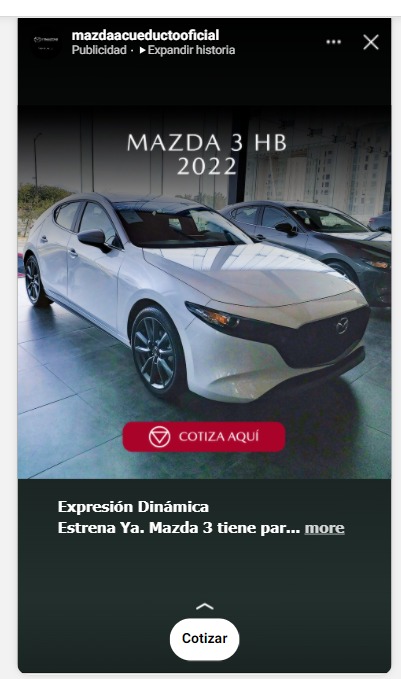 mazdaacueductooficial
Publicidad · Expandir historia
MAZDA 3 HB
2022
COTIZA AQUÍ
Expresión Dinámica
Estrena Ya. Mazda 3 tiene par... more
Cotizar